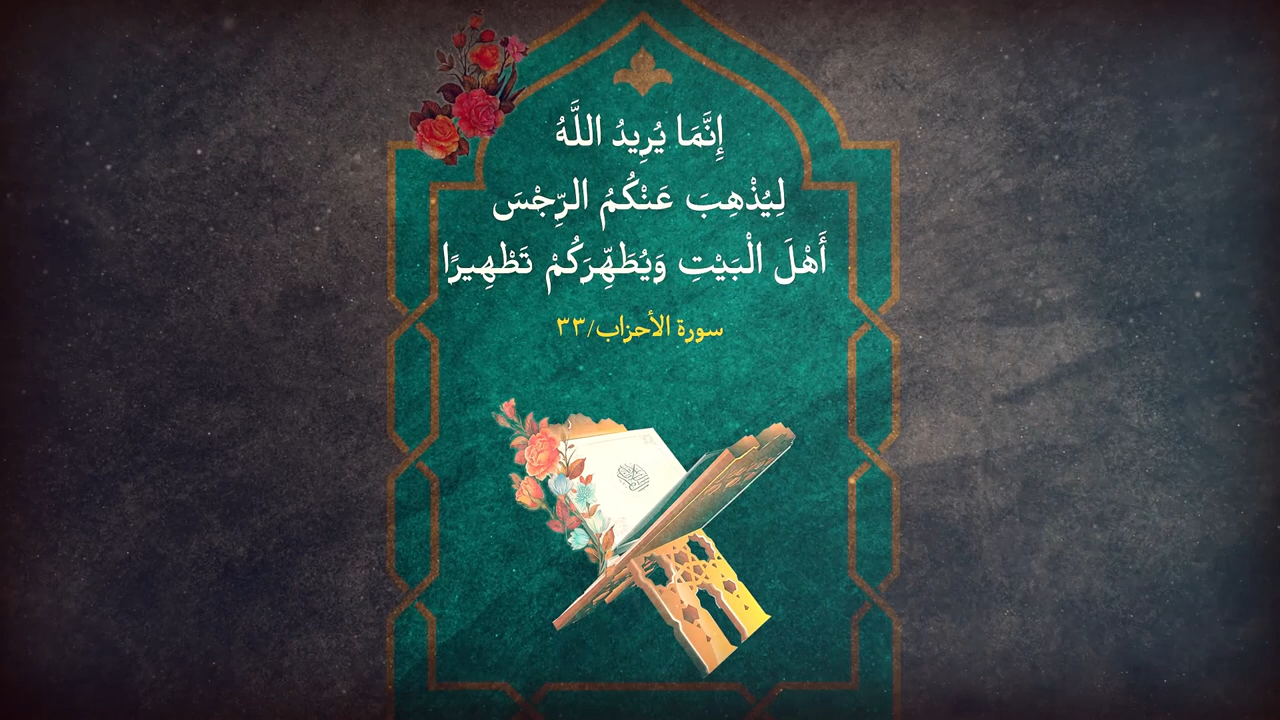 إِنَّمَا يُرِيدُ اللَّهُ
لِيُذْهِبَ عَنْكُمُ الرِّجْسَ
أَهْلَ الْبَيْتِ وَيُطَهِّرَكُمْ تَطْهِيرًا
سورة الأحزاب/٣٣